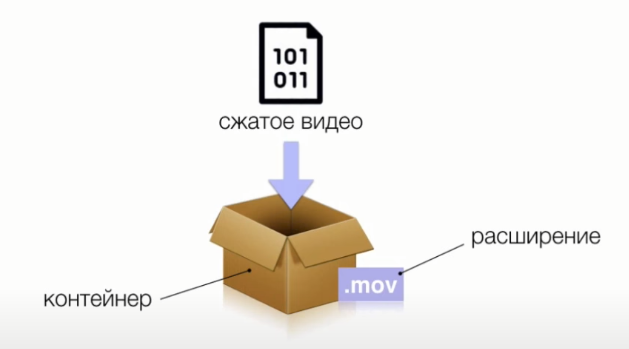 101
011
сжатое видео
расширение
.mov
контейнер